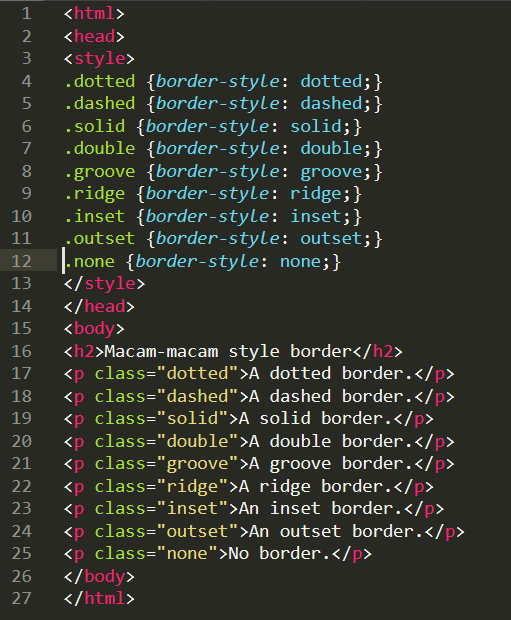 1 <html>
2 <head>
3 <style>
4 .dotted {border-style: dotted;}
5 .dashed {border-style: dashed;}
6 .solid {border-style: solid;}
7 .double {border-style: double;}
8 .groove {border-style: groove;}
9 .ridge {border-style: ridge;}
10 .inset {border-style: inset;}
11 .outset {border-style: outset;}
12 .none {border-style: none;}
13 </style>
14 </head>
15 <body>
16 <h2>Macam-macam style border</h2>
17 <p class="dotted">A dotted border.</p>
18 <p class="dashed">A dashed border.</p>
19 <p class="solid">A solid border.</p>
20 <p class="double">A double border.</p>
21 <p class="groove">A groove border.</p>
22 <p class="ridge">A ridge border.</p>
23 <p class="inset">An inset border.</p>
24 <p class="outset">An outset border.</p>
25 <p class="none">No border.</p>
26 </body>
27 </html>